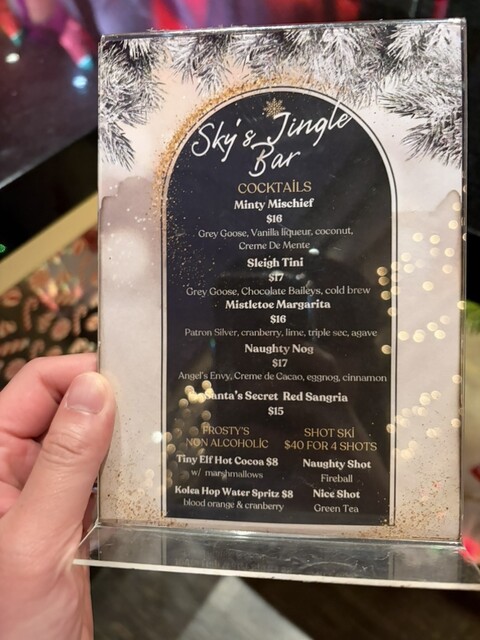 Sky's Jingle
Bar
COCKTAİLS
Minty Mischief
$16
Grey Goose, Vanilla liqueur, coconut,
Creme De Mente
Sleigh Tini
$17
Grey Goose, Chocolate Baileys, cold brew
Mistletoe Margarita
$16
Patron Silver, cranberry, lime, triple sec, agave
Naughty Nog
$17
Angel's Envy, Creme de Cacao, eggnog, cinnamon
Santa's Secret Red Sangria
$15
FROSTY'S
NON ALCOHOLİC
Tiny Elf Hot Cocoa $8
w/ marshmallows
Kolea Hop Water Spritz $8
blood orange & cranberry
SHOT SKİ
$40 FOR 4 SHOTS
Naughty Shot
Fireball
Nice Shot
Green Tea